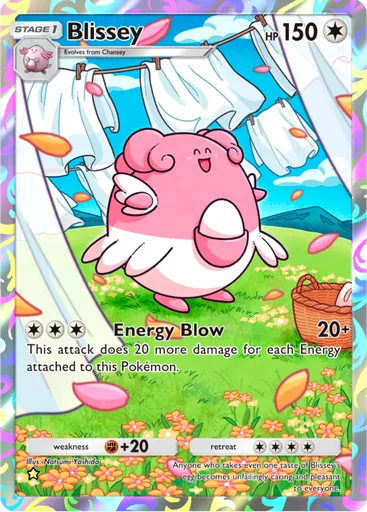 STAGE 1
Blissey
HP 150
Evolves from Chansey
Energy Blow 20+
This attack does 20 more damage for each Energy
attached to this Pokémon.
weakness +20
retreat
Illus. Natsumi Yoshida
Anyone who takes even one taste of Blissey's
egg becomes unfailingly caring and pleasant
to everyone.